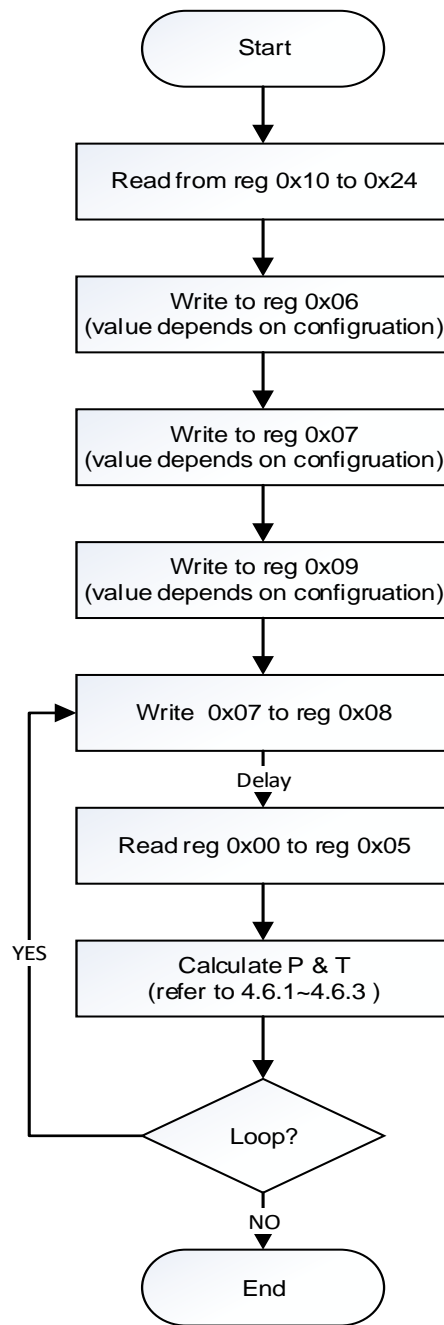 Start
Read from reg 0x10 to 0x24
Write to reg 0x06
(value depends on configruation)
Write to reg 0x07
(value depends on configruation)
Write to reg 0x09
(value depends on configruation)
Write 0x07 to reg 0x08
Delay
Read reg 0x00 to reg 0x05
YES
Calculate P & T
(refer to 4.6.1~4.6.3 )
Loop?
NO
End